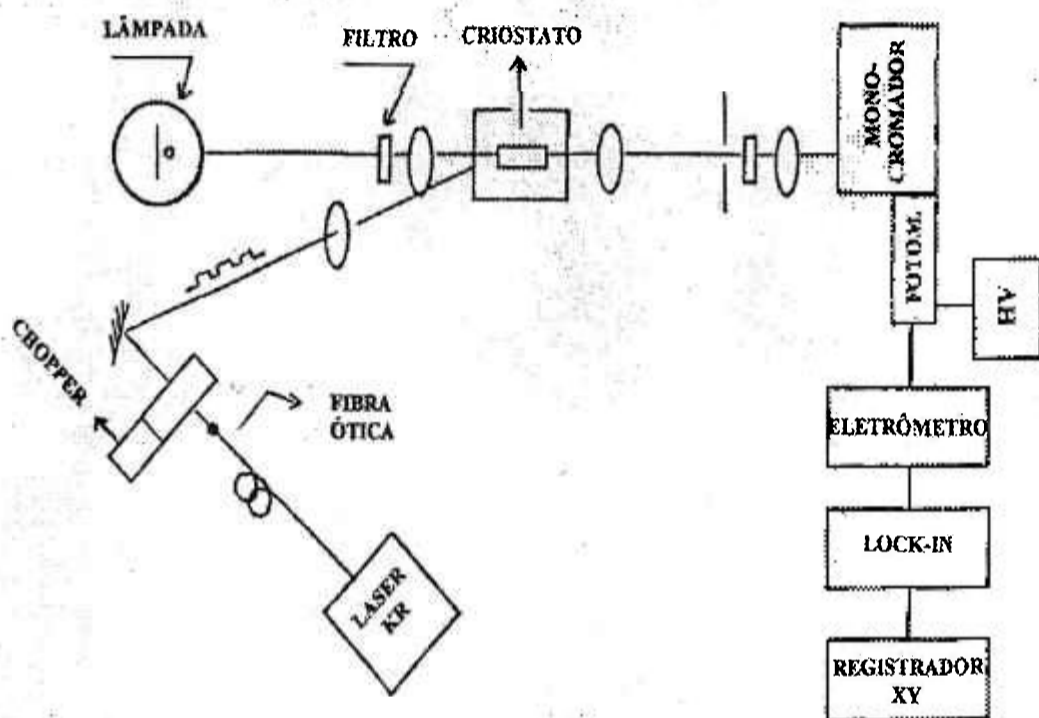 LÂMPADA
FILTRO
CRIOSTATO
MONO-
CROMADOR
FOTOM.
HV
CHOPPER
FIBRA
ÓTICA
ELETRÔMETRO
LASER
KR
LOCK-IN
REGISTRADOR
XY